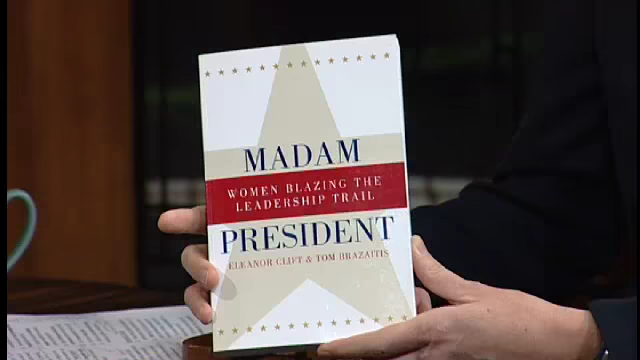 MADAM
WOMEN BLAZING THE
LEADERSHIP TRAIL
PRESIDENT
ELEANOR CLIFT & TOM BRAZAITIS